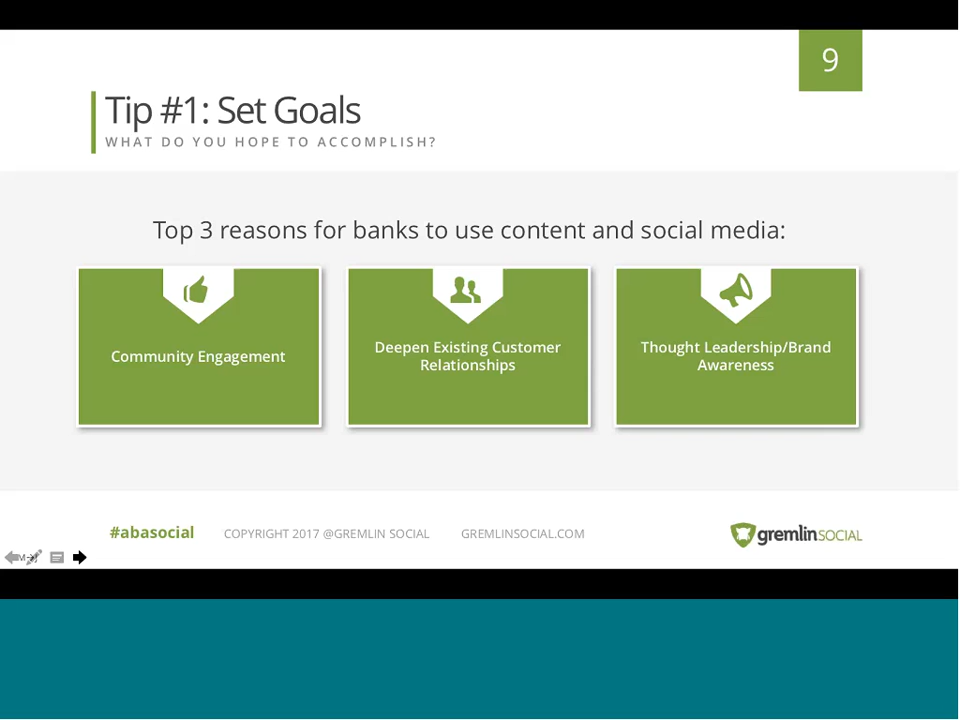 9
Tip #1: Set Goals
WHAT DO YOU HOPE TO ACCOMPLISH?
Top 3 reasons for banks to use content and social media:
Community Engagement
Deepen Existing Customer
Relationships
Thought Leadership/Brand
Awareness
#abasocial COPYRIGHT 2017 @GREMLIN SOCIAL GREMLINSOCIAL.COM
gremlinSOCIAL